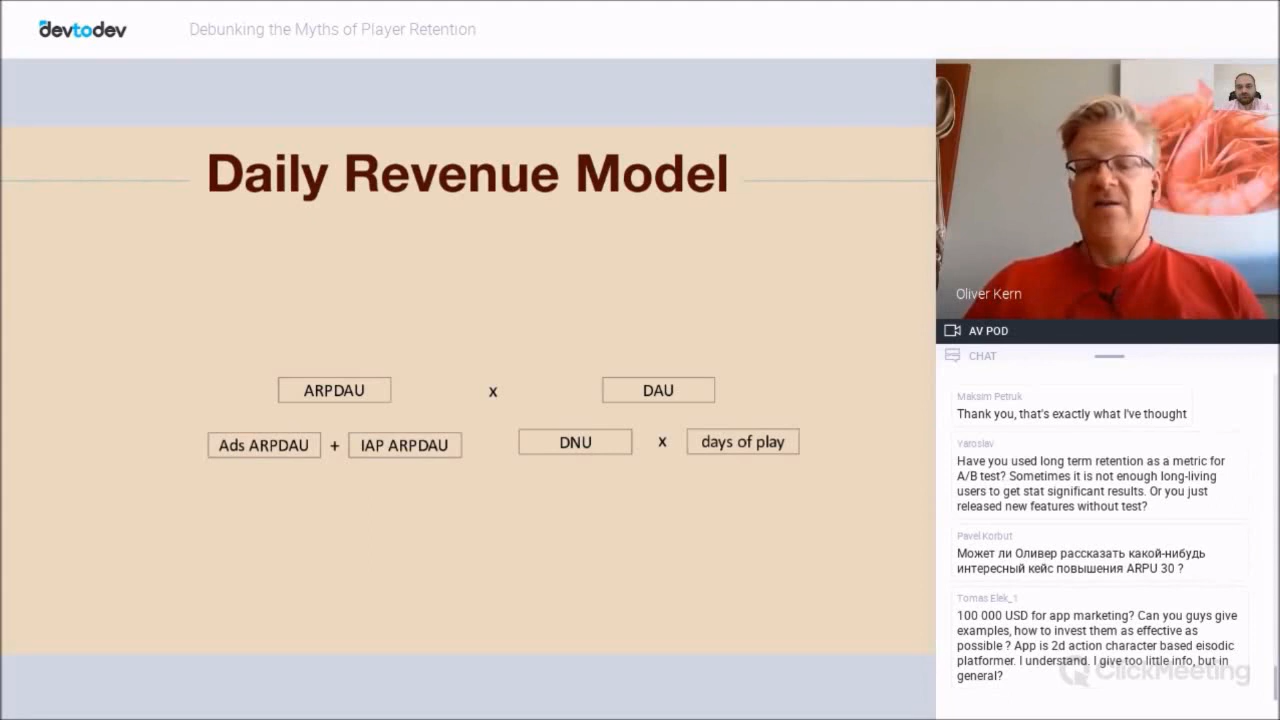 devtodev
Debunking the Myths of Player Retention
Daily Revenue Model
ARPDAU x DAU
Ads ARPDAU + IAP ARPDAU DNU x days of play
Oliver Kern
AV POD
CHAT
Maksim Petruk
Thank you, that's exactly what I've thought
Yaroslav
Have you used long term retention as a metric for
A/B test? Sometimes it is not enough long-living
users to get stat significant results. Or you just
released new features without test?
Pavel Korbut
Может ли Оливер рассказать какой-нибудь
интересный кейс повышения ARPU 30 ?
Tomas Elek_1
100 000 USD for app marketing? Can you guys give
examples, how to invest them as effective as
possible ? App is 2d action character based eisodic
platformer. I understand. I give too little info, but in
general?
ClickMeeting